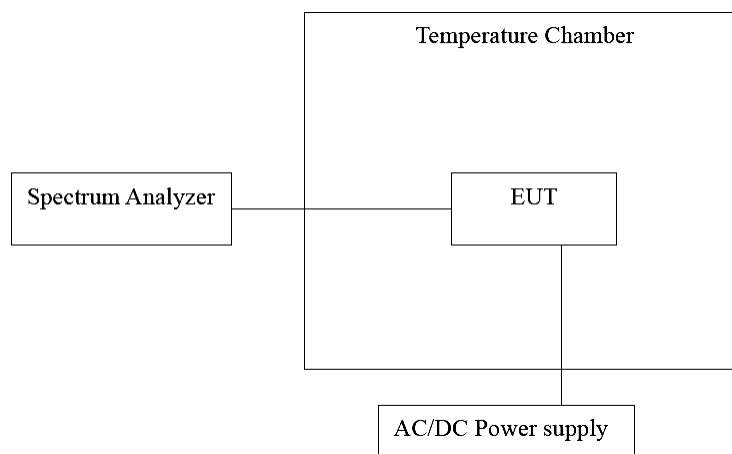 Temperature Chamber
Spectrum Analyzer
EUT
AC/DC Power supply